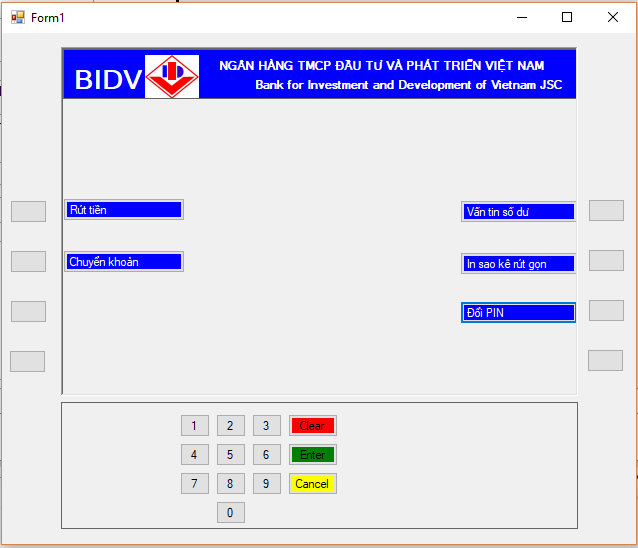 Form1
BIDV
NGÂN HÀNG TMCP ĐẦU TƯ VÀ PHÁT TRIỂN VIỆT NAM
Bank for Investment and Development of Vietnam JSC
Rút tiền
Vấn tin số dư
Chuyển khoản
In sao kê rút gọn
Đổi PIN
1 2 3 Clear
4 5 6 Enter
7 8 9 Cancel
0